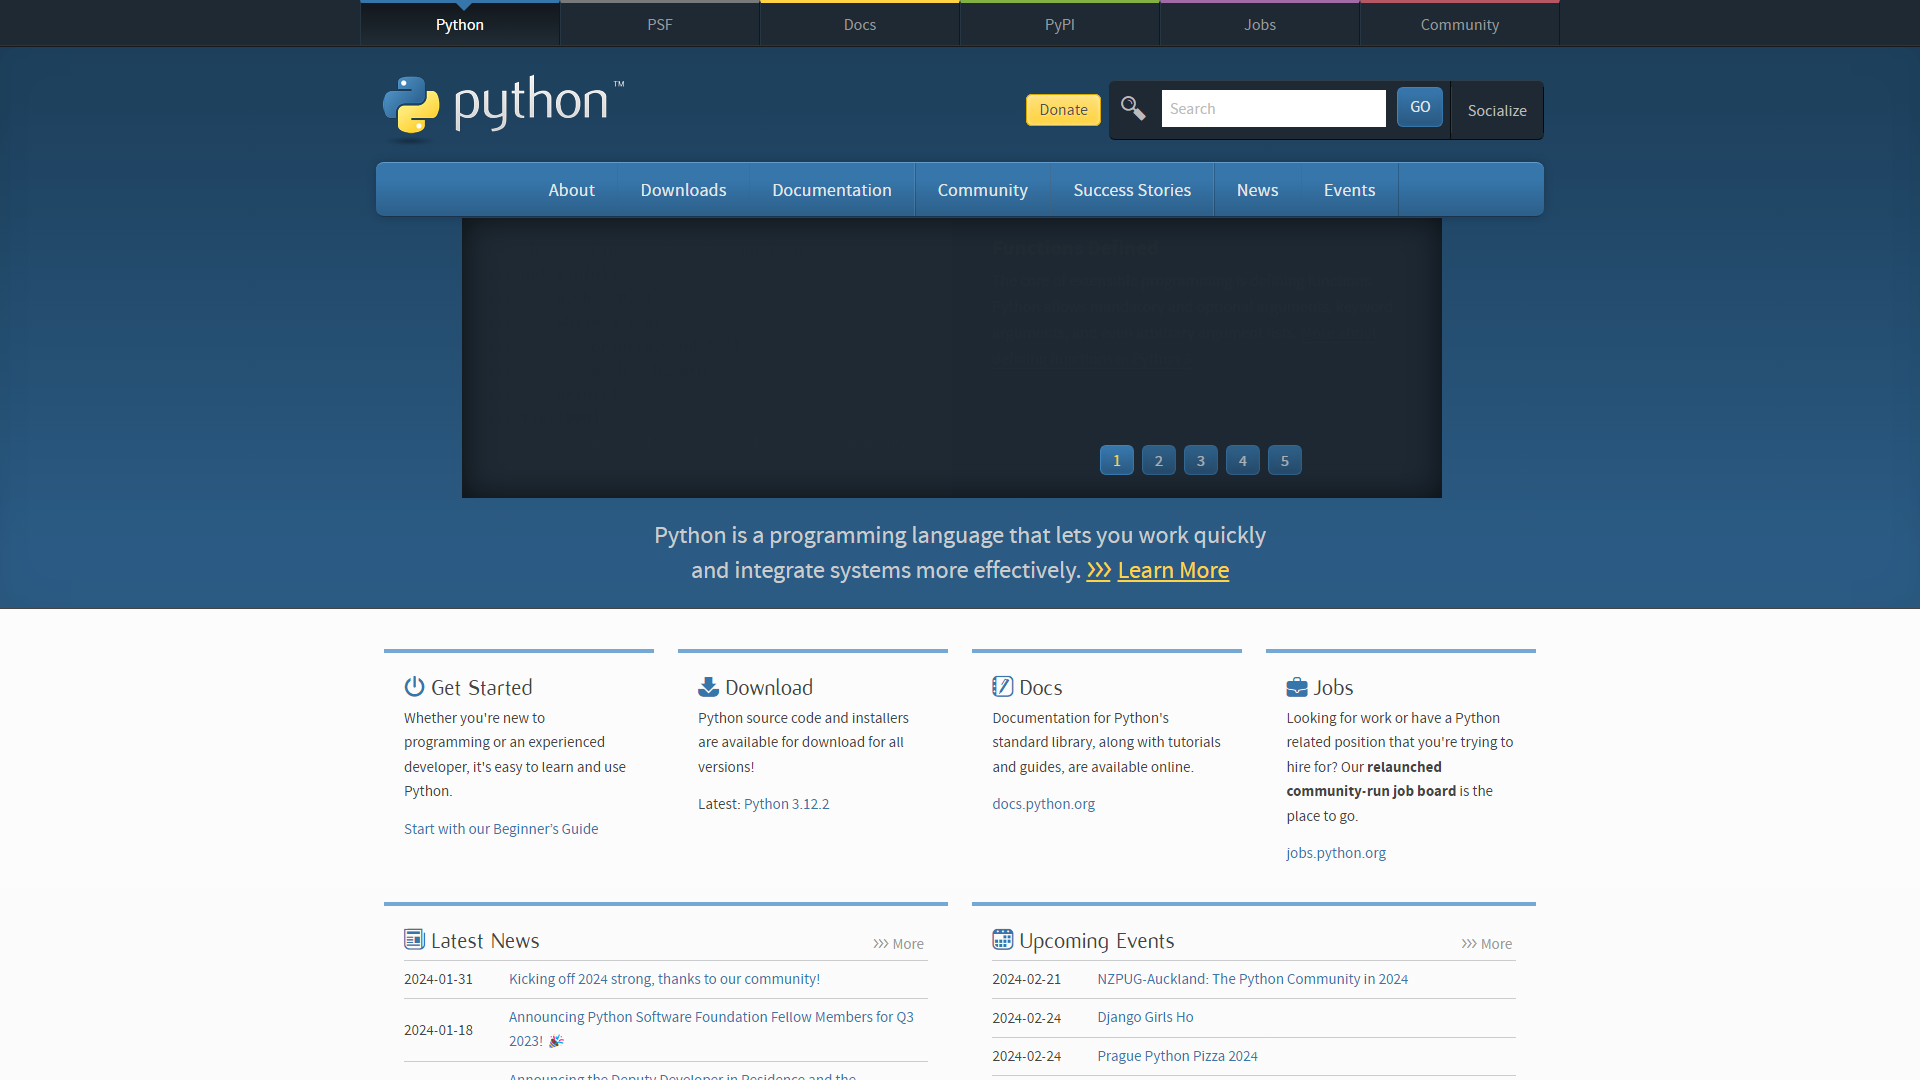 Python
PSF
Docs
PyPI
Jobs
Community
python™
Donate
Search
GO
Socialize
About
Downloads
Documentation
Community
Success Stories
News
Events
1
2
3
4
5
Python is a programming language that lets you work quickly
and integrate systems more effectively. >>> Learn More
Get Started
Whether you're new to
programming or an experienced
developer, it's easy to learn and use
Python.
Start with our Beginner’s Guide
Download
Python source code and installers
are available for download for all
versions!
Latest: Python 3.12.2
Docs
Documentation for Python's
standard library, along with tutorials
and guides, are available online.
docs.python.org
Jobs
Looking for work or have a Python
related position that you're trying to
hire for? Our relaunched
community-run job board is the
place to go.
jobs.python.org
Latest News
>>> More
2024-01-31 Kicking off 2024 strong, thanks to our community!
2024-01-18 Announcing Python Software Foundation Fellow Members for Q3
2023! 🎉
Announcing the Deputy Developer in Residence and the
Upcoming Events
>>> More
2024-02-21 NZPUG-Auckland: The Python Community in 2024
2024-02-24 Django Girls Ho
2024-02-24 Prague Python Pizza 2024